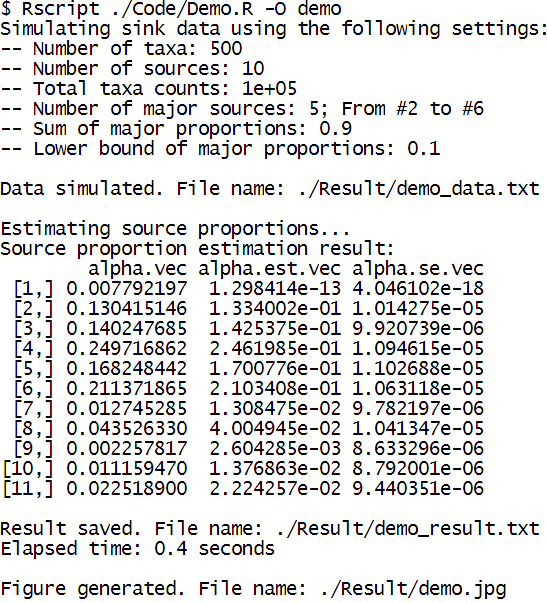 $ Rscript ./Code/Demo.R -O demo
Simulating sink data using the following settings:
-- Number of taxa: 500
-- Number of sources: 10
-- Total taxa counts: 1e+05
-- Number of major sources: 5; From #2 to #6
-- Sum of major proportions: 0.9
-- Lower bound of major proportions: 0.1

Data simulated. File name: ./Result/demo_data.txt

Estimating source proportions...
Source proportion estimation result:
        alpha.vec alpha.est.vec alpha.se.vec
 [1,] 0.007792197  1.298414e-13 4.046102e-18
 [2,] 0.130415146  1.334002e-01 1.014275e-05
 [3,] 0.140247685  1.425375e-01 9.920739e-06
 [4,] 0.249716862  2.461985e-01 1.094615e-05
 [5,] 0.168248442  1.700776e-01 1.102688e-05
 [6,] 0.211371865  2.103408e-01 1.063118e-05
 [7,] 0.012745285  1.308475e-02 9.782197e-06
 [8,] 0.043526330  4.004945e-02 1.041347e-05
 [9,] 0.002257817  2.604285e-03 8.633296e-06
[10,] 0.011159470  1.376863e-02 8.792001e-06
[11,] 0.022518900  2.224257e-02 9.440351e-06

Result saved. File name: ./Result/demo_result.txt
Elapsed time: 0.4 seconds

Figure generated. File name: ./Result/demo.jpg